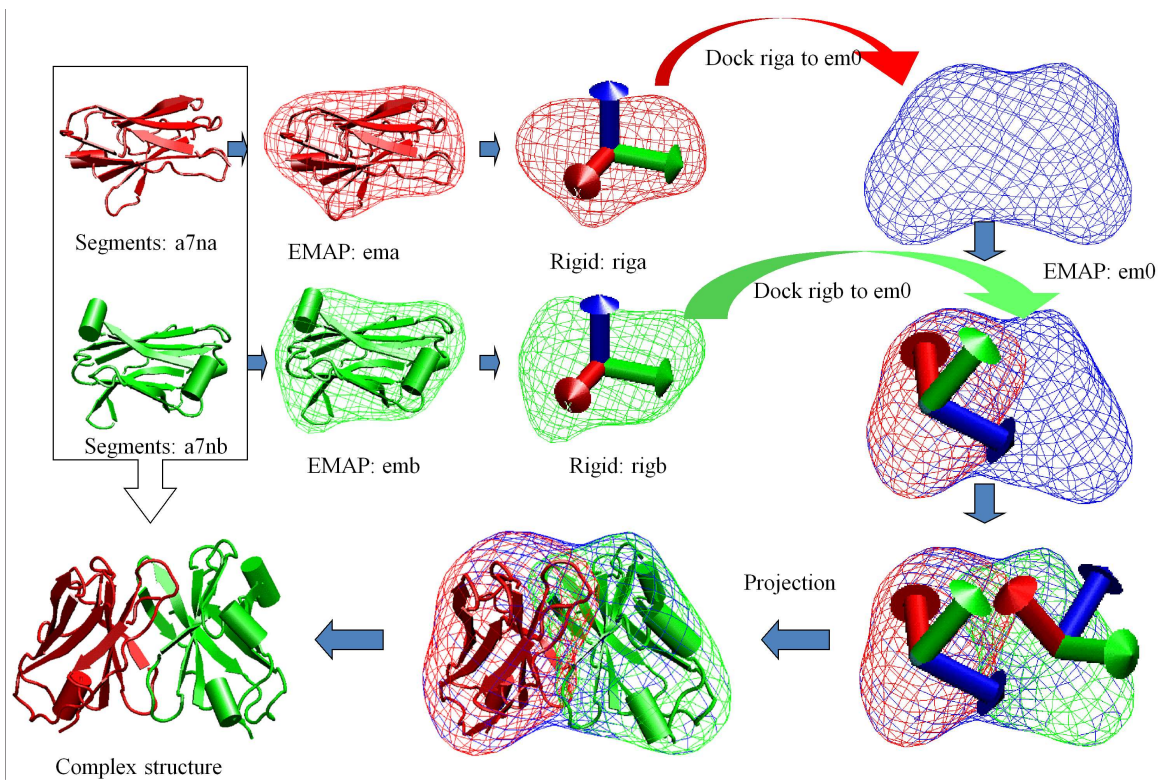 Dock riga to em0
Segments: a7na
EMAP: ema
X
Rigid: riga
EMAP: em0
Dock rigb to em0
X
Segments: a7nb
EMAP: emb
Rigid: rigb
Projection
Complex structure